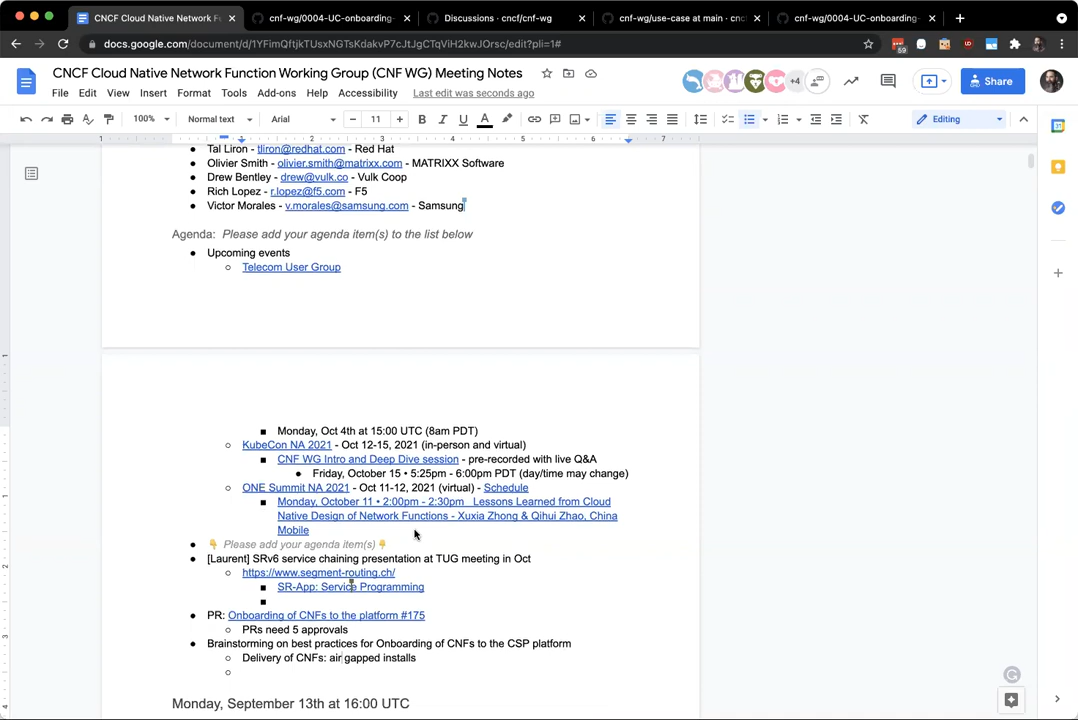 CNCF Cloud Native Network F
cnf-wg/0004-UC-onboarding-
Discussions · cncf/cnf-wg
cnf-wg/use-case at main · cnc
cnf-wg/0004-UC-onboarding-
docs.google.com/document/d/1YFimQftjkTUsxNGTsKdakvP7cJtJgCTqViH2kwJOrsc/edit?pli=1#
59
CNCF Cloud Native Network Function Working Group (CNF WG) Meeting Notes
File Edit View Insert Format Tools Add-ons Help Accessibility Last edit was seconds ago
+4
Share
100% Normal text Arial 11 Editing
1 1 2 3 4 5 6 7
Tal Liron - tliron@redhat.com - Red Hat
Olivier Smith - olivier.smith@matrixx.com - MATRIXX Software
Drew Bentley - drew@vulk.co - Vulk Coop
Rich Lopez - r.lopez@f5.com - F5
Victor Morales - v.morales@samsung.com - Samsung
Agenda: Please add your agenda item(s) to the list below
Upcoming events
Telecom User Group
Monday, Oct 4th at 15:00 UTC (8am PDT)
KubeCon NA 2021 - Oct 12-15, 2021 (in-person and virtual)
CNF WG Intro and Deep Dive session - pre-recorded with live Q&A
Friday, October 15 • 5:25pm - 6:00pm PDT (day/time may change)
ONE Summit NA 2021 - Oct 11-12, 2021 (virtual) - Schedule
Monday, October 11 • 2:00pm - 2:30pm Lessons Learned from Cloud
Native Design of Network Functions - Xuxia Zhong & Qihui Zhao, China
Mobile
👇 Please add your agenda item(s) 👇
[Laurent] SRv6 service chaining presentation at TUG meeting in Oct
https://www.segment-routing.ch/
SR-App: Service Programming
PR: Onboarding of CNFs to the platform #175
PRs need 5 approvals
Brainstorming on best practices for Onboarding of CNFs to the CSP platform
Delivery of CNFs: air gapped installs
Monday, September 13th at 16:00 UTC